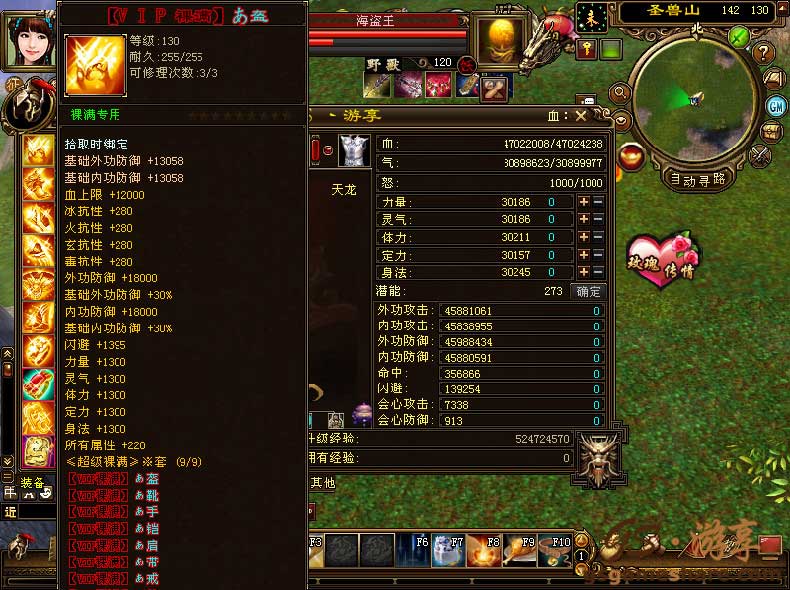 【VIP裸满】あ盔
等级:130
耐久:255/255
可修理次数:3/3
裸满专用
拾取时绑定
基础外功防御 +13058
基础内功防御 +13058
血上限 +12000
冰抗性 +280
火抗性 +280
玄抗性 +280
毒抗性 +280
外功防御 +18000
基础外功防御 +30%
内功防御 +18000
基础内功防御 +30%
闪避 +1395
力量 +1300
灵气 +1300
体力 +1300
定力 +1300
身法 +1300
所有属性 +220
≤超级裸满≥※套 (9/9)
【VIP裸满】あ盔
【VIP裸满】あ靴
【VIP裸满】あ手
【VIP裸满】あ铠
【VIP裸满】あ肩
【VIP裸满】あ带
【VIP裸满】あ戒
征
装备
近
海盗王
野兽
120
圣兽山 142 130
北
GM
自动寻路
玫瑰传情
游享
血:
天龙
血: 47022008/47024238
气: 30898623/30899977
怒: 1000/1000
力量: 30186 0
灵气: 30186 0
体力: 30211 0
定力: 30157 0
身法: 30245 0
潜能: 273 确定
外功攻击: 45881061 0
内功攻击: 45838955 0
外功防御: 45988434 0
内功防御: 45880591 0
命中: 356866 0
闪避: 139254 0
会心攻击: 7338 0
会心防御: 913 0
升级经验: 524724570
拥有经验: 0
其他
F3 F6 F7 F8 F9 F10
1
游享